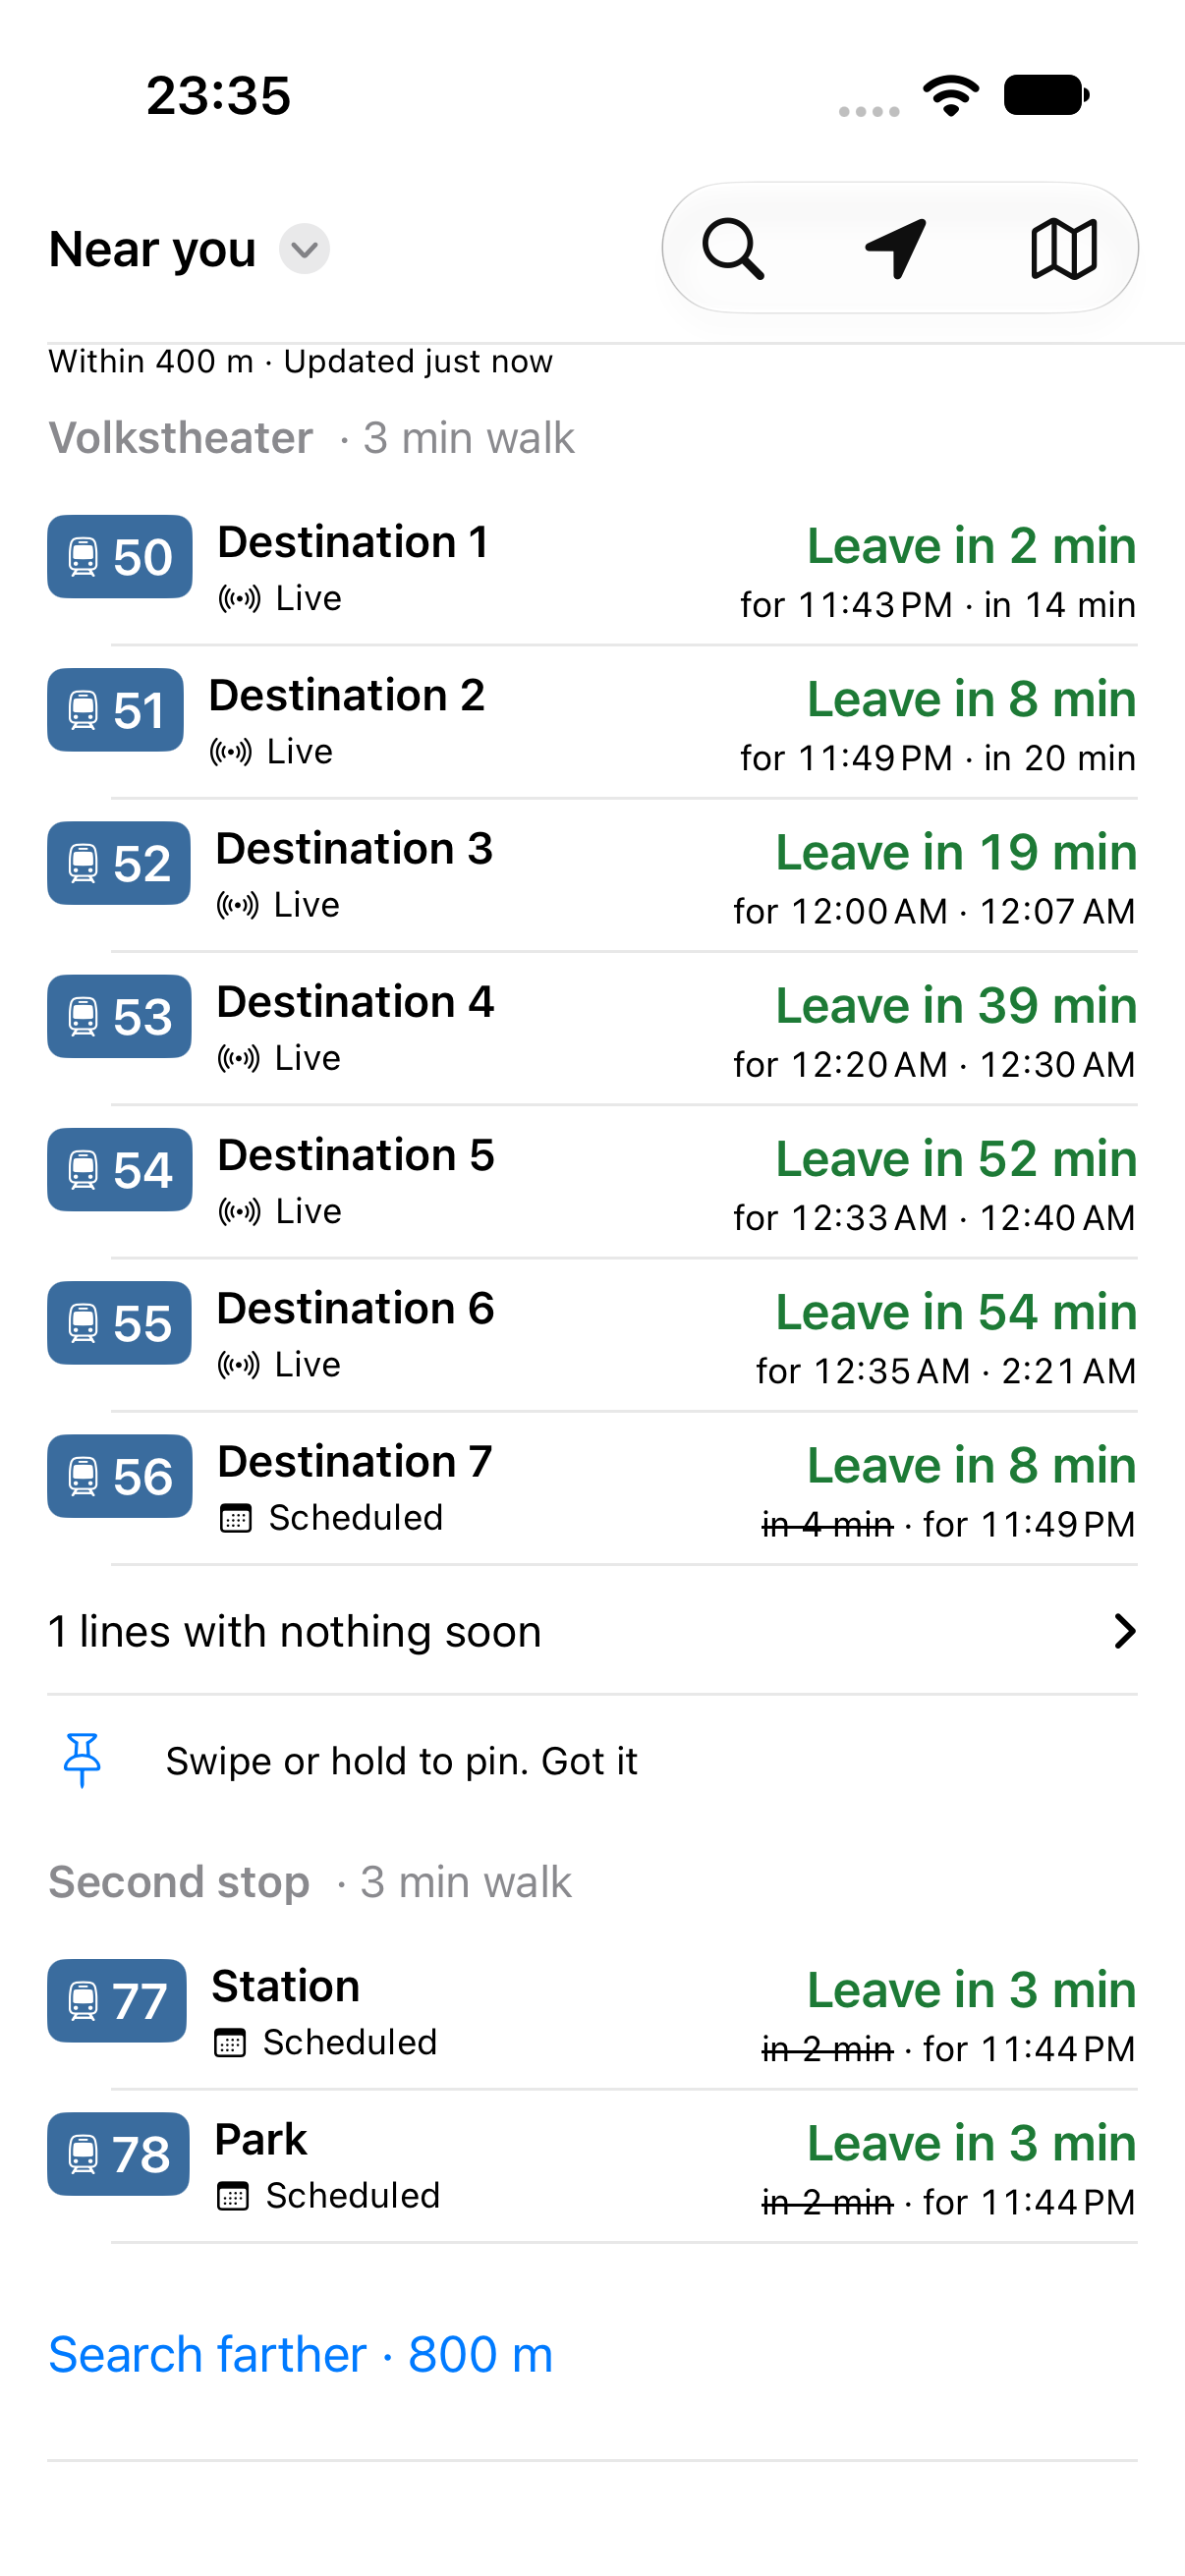 23:35
Near you
Within 400 m · Updated just now
Volkstheater · 3 min walk
50 Destination 1 Leave in 2 min
Live for 11:43 PM · in 14 min
51 Destination 2 Leave in 8 min
Live for 11:49 PM · in 20 min
52 Destination 3 Leave in 19 min
Live for 12:00 AM · 12:07 AM
53 Destination 4 Leave in 39 min
Live for 12:20 AM · 12:30 AM
54 Destination 5 Leave in 52 min
Live for 12:33 AM · 12:40 AM
55 Destination 6 Leave in 54 min
Live for 12:35 AM · 2:21 AM
56 Destination 7 Leave in 8 min
Scheduled in 4 min · for 11:49 PM
1 lines with nothing soon
Swipe or hold to pin. Got it
Second stop · 3 min walk
77 Station Leave in 3 min
Scheduled in 2 min · for 11:44 PM
78 Park Leave in 3 min
Scheduled in 2 min · for 11:44 PM
Search farther · 800 m